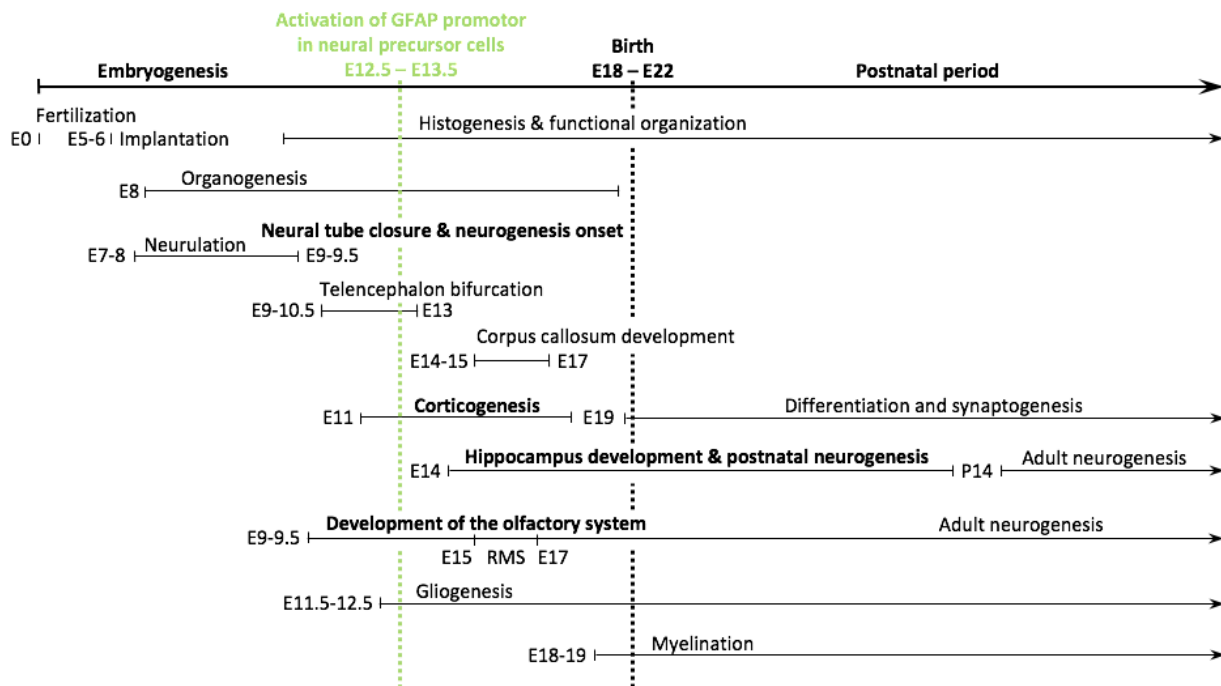 Activation of GFAP promotor
in neural precursor cells
E12.5 – E13.5
Birth
E18 – E22
Embryogenesis
Postnatal period
Fertilization
E0
E5-6
Implantation
Histogenesis & functional organization
E8
Organogenesis
Neural tube closure & neurogenesis onset
E7-8
Neurulation
E9-9.5
Telencephalon bifurcation
E9-10.5
E13
Corpus callosum development
E14-15
E17
E11
Corticogenesis
E19
Differentiation and synaptogenesis
E14
Hippocampus development & postnatal neurogenesis
P14
Adult neurogenesis
E9-9.5
Development of the olfactory system
Adult neurogenesis
E15
RMS
E17
E11.5-12.5
Gliogenesis
E18-19
Myelination